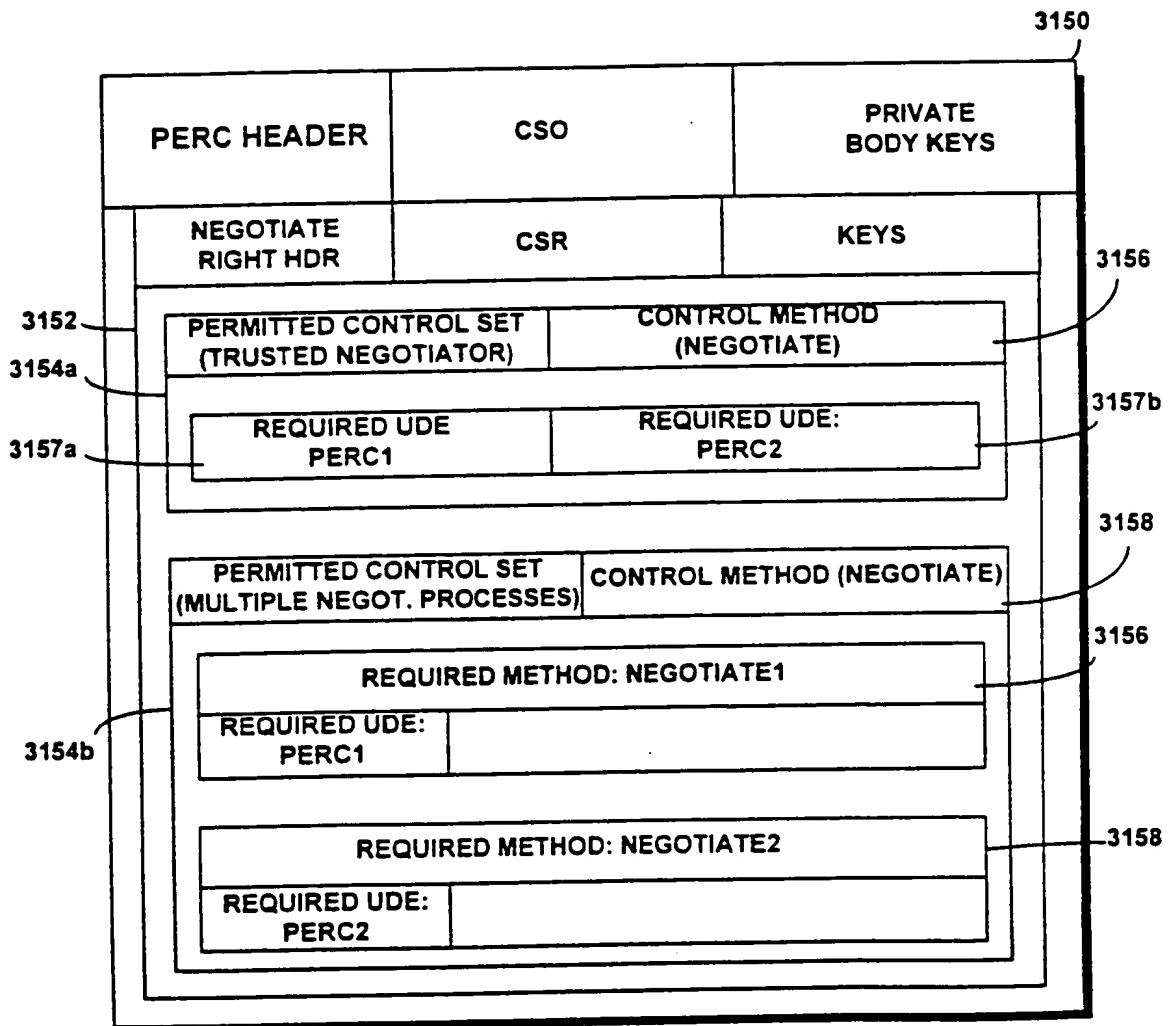 3150
PERC HEADER
CSO
PRIVATE
BODY KEYS
NEGOTIATE
RIGHT HDR
CSR
KEYS
3156
3152
PERMITTED CONTROL SET
(TRUSTED NEGOTIATOR)
CONTROL METHOD
(NEGOTIATE)
3154a
3157b
REQUIRED UDE
PERC1
REQUIRED UDE:
PERC2
3157a
3158
PERMITTED CONTROL SET
(MULTIPLE NEGOT. PROCESSES)
CONTROL METHOD (NEGOTIATE)
3156
REQUIRED METHOD: NEGOTIATE1
REQUIRED UDE:
PERC1
3154b
REQUIRED METHOD: NEGOTIATE2
3158
REQUIRED UDE:
PERC2